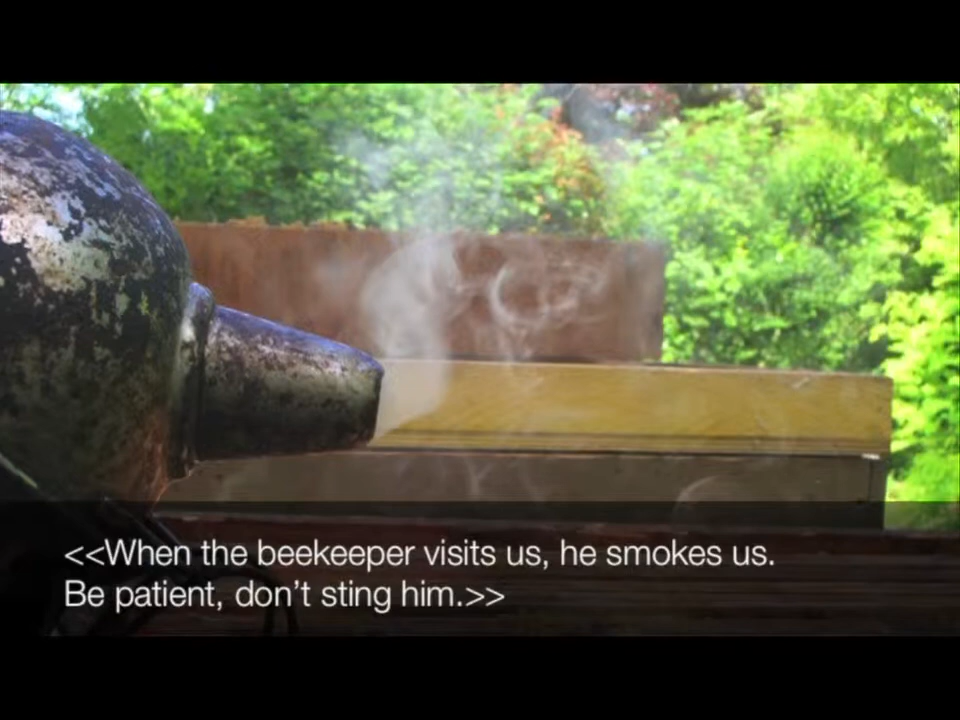 <<When the beekeeper visits us, he smokes us.
Be patient, don't sting him.>>